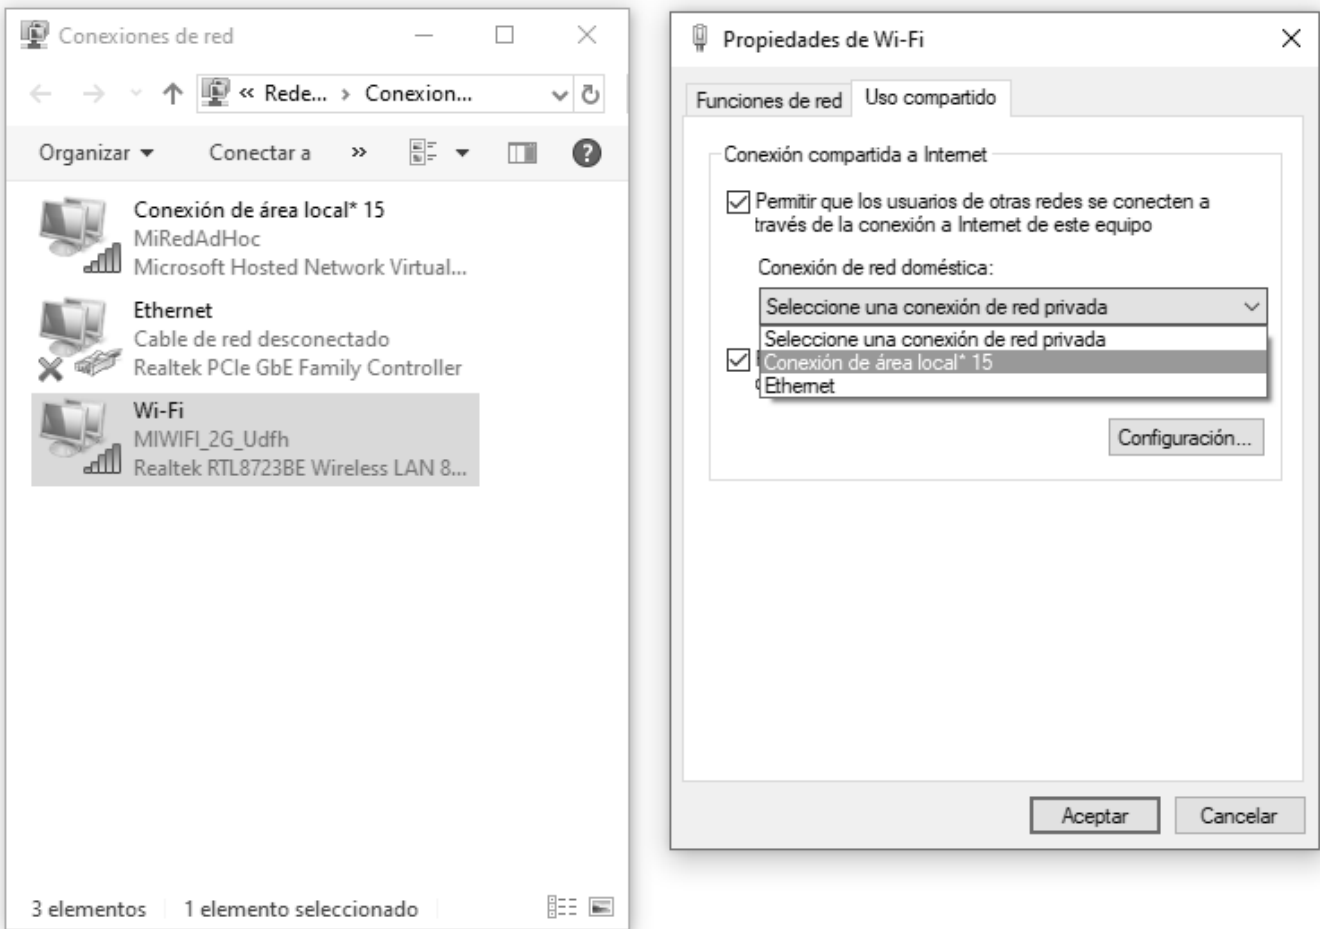 Conexiones de red
« Rede... › Conexion...
Organizar Conectar a »
Conexión de área local* 15
MiRedAdHoc
Microsoft Hosted Network Virtual...
Ethernet
Cable de red desconectado
Realtek PCIe GbE Family Controller
Wi-Fi
MIWIFI_2G_Udfh
Realtek RTL8723BE Wireless LAN 8...
3 elementos 1 elemento seleccionado
Propiedades de Wi-Fi
Funciones de red Uso compartido
Conexión compartida a Internet
Permitir que los usuarios de otras redes se conecten a
través de la conexión a Internet de este equipo
Conexión de red doméstica:
Seleccione una conexión de red privada
Seleccione una conexión de red privada
Conexión de área local* 15
Ethernet
Configuración...
Aceptar Cancelar